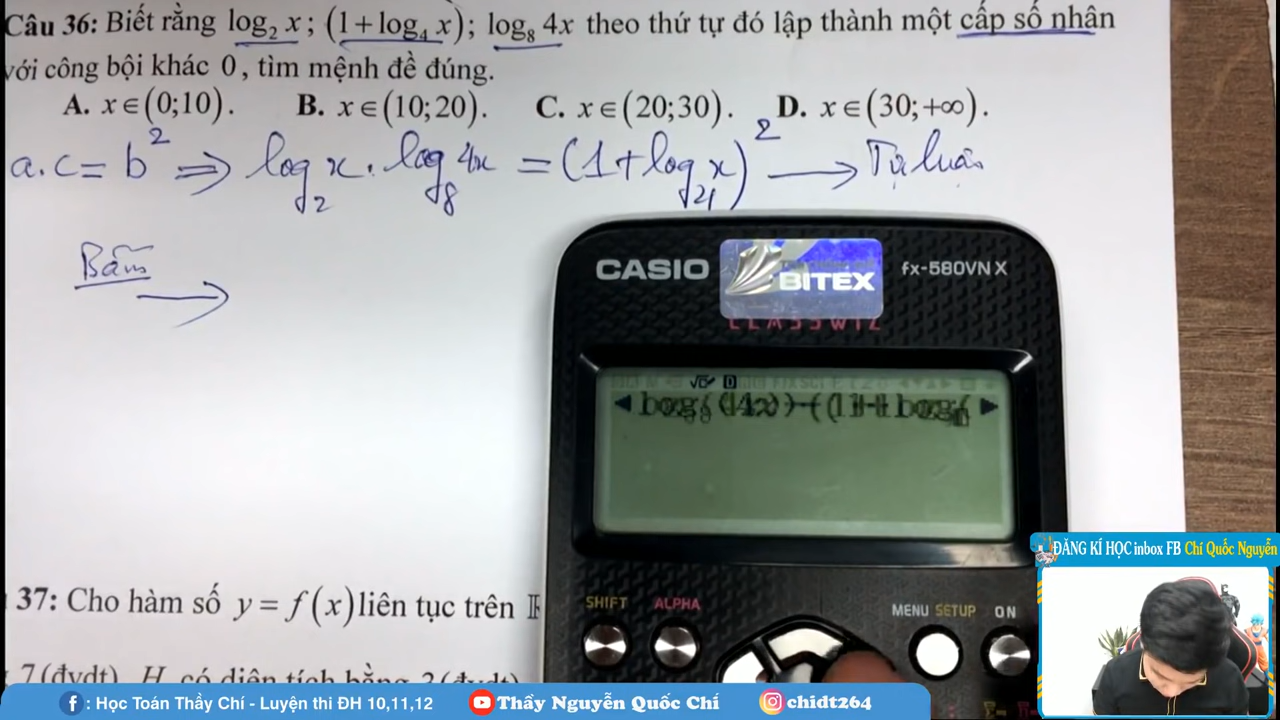 Câu 36: Biết rằng log₂ x ; (1 + log₄ x) ; log₈ 4x theo thứ tự đó lập thành một cấp số nhân
với công bội khác 0, tìm mệnh đề đúng.
A. x ∈ (0;10). B. x ∈ (10;20). C. x ∈ (20;30). D. x ∈ (30;+∞).
a.c = b² ⇒ log₂ x . log₈ 4x = (1 + log₄ x)² → Tự luận
Bấm →
CASIO
BITEX
fx-580VN X
CLASSWIZ
SHIFT ALPHA MENU SETUP ON
37: Cho hàm số y = f(x) liên tục trên
7 (đvdt)
ĐĂNG KÍ HỌC inbox FB Chí Quốc Nguyễn
: Học Toán Thầy Chí - Luyện thi ĐH 10,11,12
Thầy Nguyễn Quốc Chí
chidt264